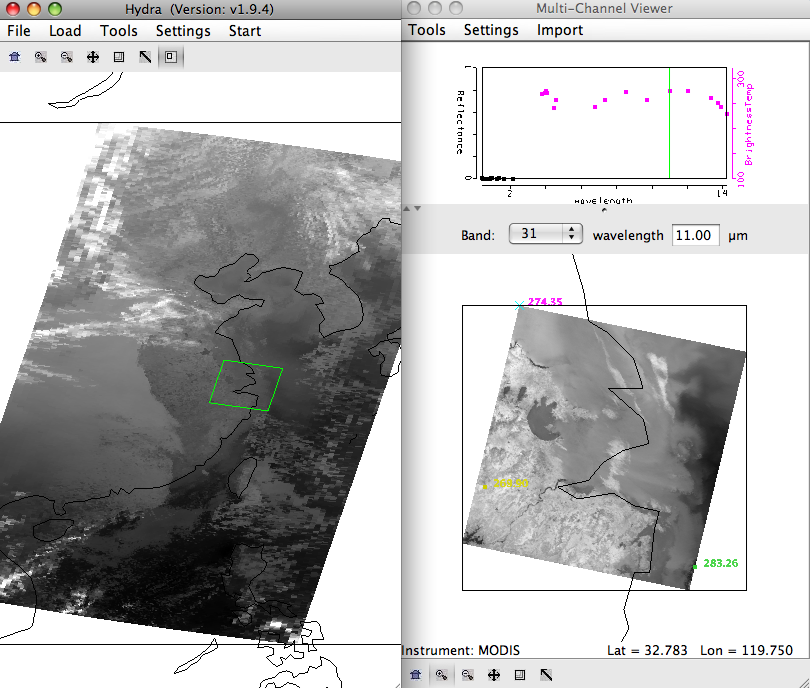 Hydra (Version: v1.9.4)
File Load Tools Settings Start
Multi-Channel Viewer
Tools Settings Import
1
Reflectance
0
300
BrightnessTemp
100
2
14
wavelength
Band: 31 wavelength 11.00 µm
274.35
283.26
Instrument: MODIS Lat = 32.783 Lon = 119.750